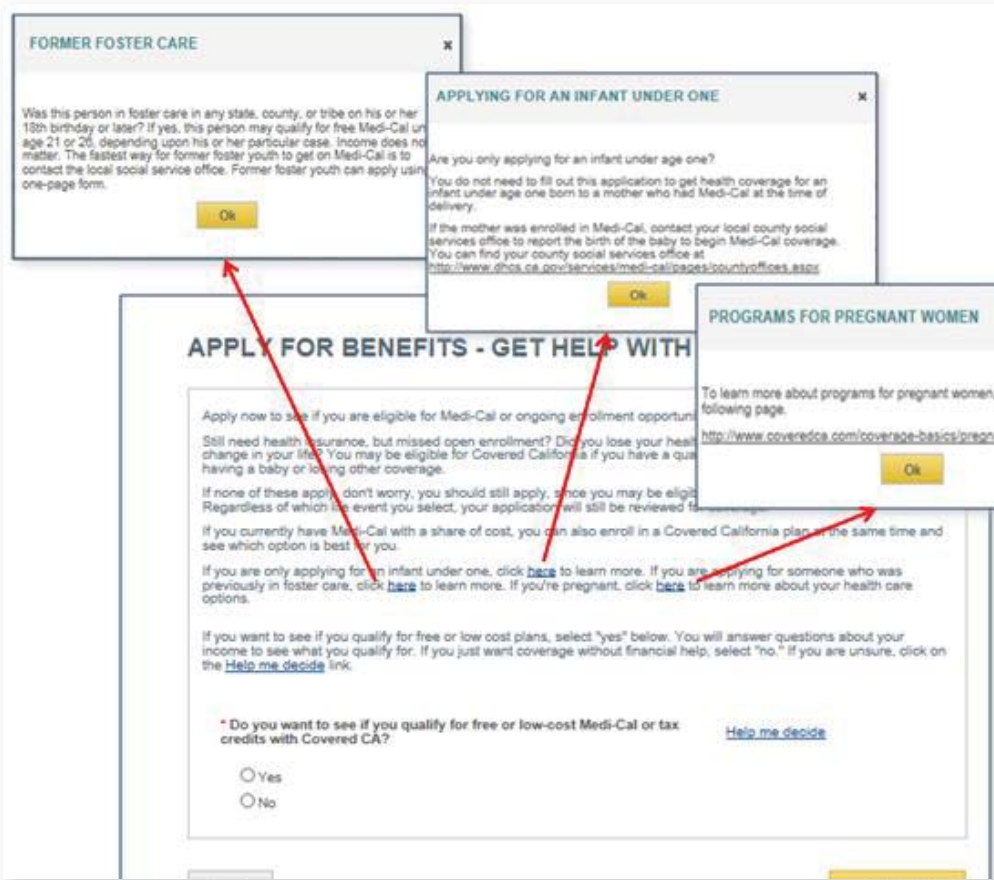 FORMER FOSTER CARE
×
Was this person in foster care in any state, county, or tribe on his or her
18th birthday or later? If yes, this person may qualify for free Medi-Cal un
age 21 or 26, depending upon his or her particular case. Income does no
matter. The fastest way for former foster youth to get on Medi-Cal is to
contact the local social service office. Former foster youth can apply using
one-page form.
Ok
APPLYING FOR AN INFANT UNDER ONE
×
Are you only applying for an infant under age one?
You do not need to fill out this application to get health coverage for an
infant under age one born to a mother who had Medi-Cal at the time of
delivery.
If the mother was enrolled in Medi-Cal, contact your local county social
services office to report the birth of the baby to begin Medi-Cal coverage.
You can find your county social services office at
http://www.dhcs.ca.gov/services/medi-cal/pages/countyoffices.aspx
Ok
PROGRAMS FOR PREGNANT WOMEN
To learn more about programs for pregnant women,
following page.
http://www.coveredca.com/coverage-basics/pregn
Ok
APPLY FOR BENEFITS - GET HELP WITH
Apply now to see if you are eligible for Medi-Cal or ongoing enrollment opportuni
Still need health insurance, but missed open enrollment? Did you lose your healt
change in your life? You may be eligible for Covered California if you have a qua
having a baby or losing other coverage.
If none of these apply, don't worry, you should still apply, since you may be eligib
Regardless of which life event you select, your application will still be reviewed for coverage.
If you currently have Medi-Cal with a share of cost, you can also enroll in a Covered California plan at the same time and
see which option is best for you.
If you are only applying for an infant under one, click here to learn more. If you are applying for someone who was
previously in foster care, click here to learn more. If you're pregnant, click here to learn more about your health care
options.
If you want to see if you qualify for free or low cost plans, select "yes" below. You will answer questions about your
income to see what you qualify for. If you just want coverage without financial help, select "no." If you are unsure, click on
the Help me decide link.
* Do you want to see if you qualify for free or low-cost Medi-Cal or tax
credits with Covered CA?
Help me decide
Yes
No